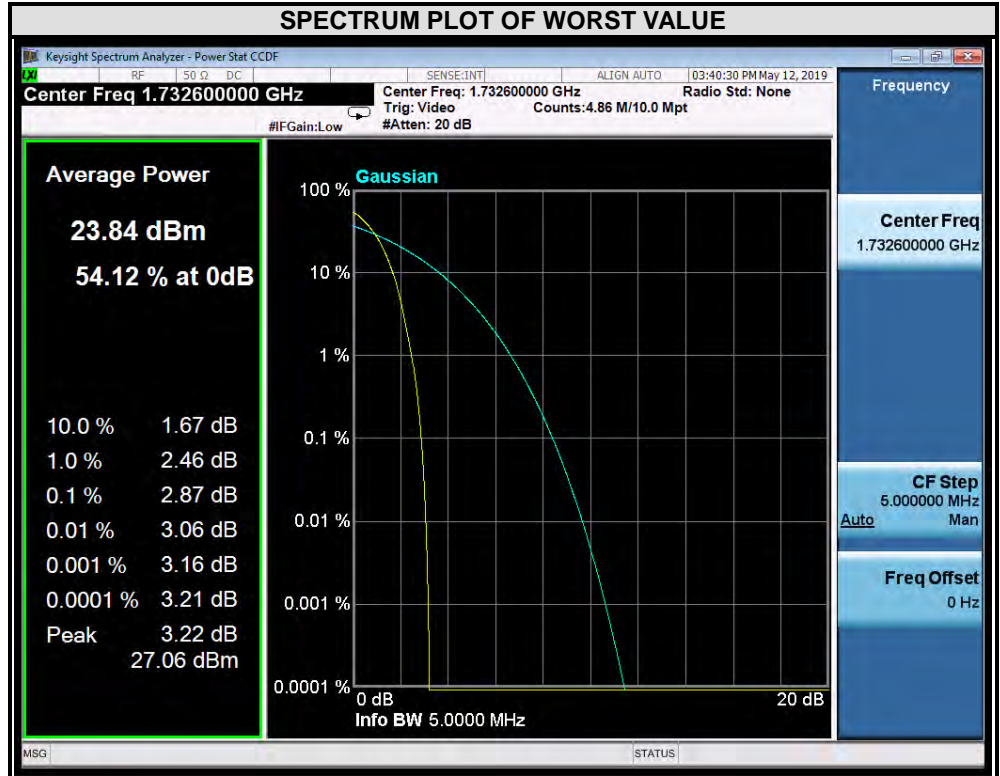 SPECTRUM PLOT OF WORST VALUE
Keysight Spectrum Analyzer - Power Stat CCDF
LXI RF 50 Ω DC SENSE:INT ALIGN AUTO 03:40:30 PM May 12, 2019
Center Freq 1.732600000 GHz
Center Freq: 1.732600000 GHz Radio Std: None
Trig: Video Counts:4.86 M/10.0 Mpt
#IFGain:Low #Atten: 20 dB
Average Power
23.84 dBm
54.12 % at 0dB
10.0 % 1.67 dB
1.0 % 2.46 dB
0.1 % 2.87 dB
0.01 % 3.06 dB
0.001 % 3.16 dB
0.0001 % 3.21 dB
Peak 3.22 dB
27.06 dBm
Gaussian
100 %
10 %
1 %
0.1 %
0.01 %
0.001 %
0.0001 %
0 dB 20 dB
Info BW 5.0000 MHz
Frequency
Center Freq
1.732600000 GHz
CF Step
5.000000 MHz
Auto Man
Freq Offset
0 Hz
MSG STATUS